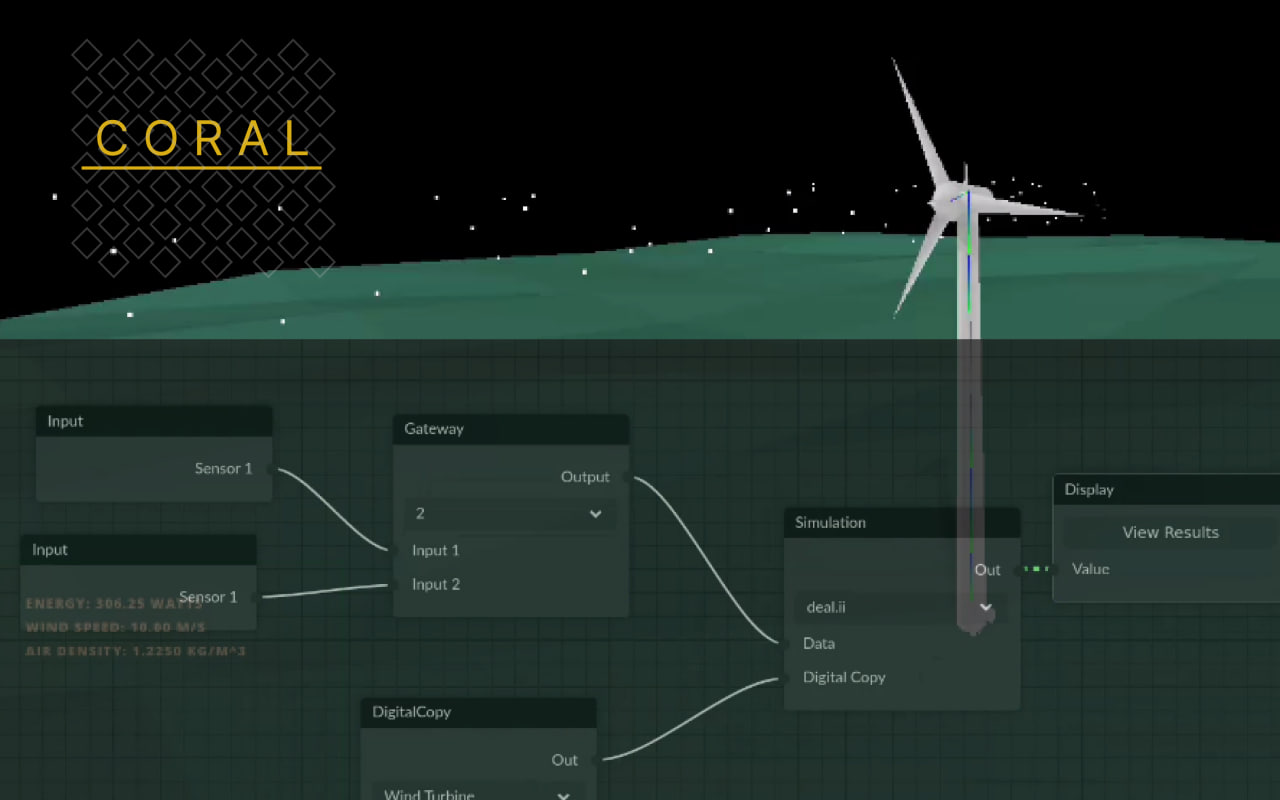 CORAL
Input
Sensor 1
Gateway
Output
2
Input 1
Input 2
Input
Sensor 1
ENERGY: 306.25 WATTS
WIND SPEED: 10.00 M/S
AIR DENSITY: 1.2250 KG/M^3
Simulation
Out
deal.ii
Data
Digital Copy
Display
View Results
Value
DigitalCopy
Out
Wind Turbine